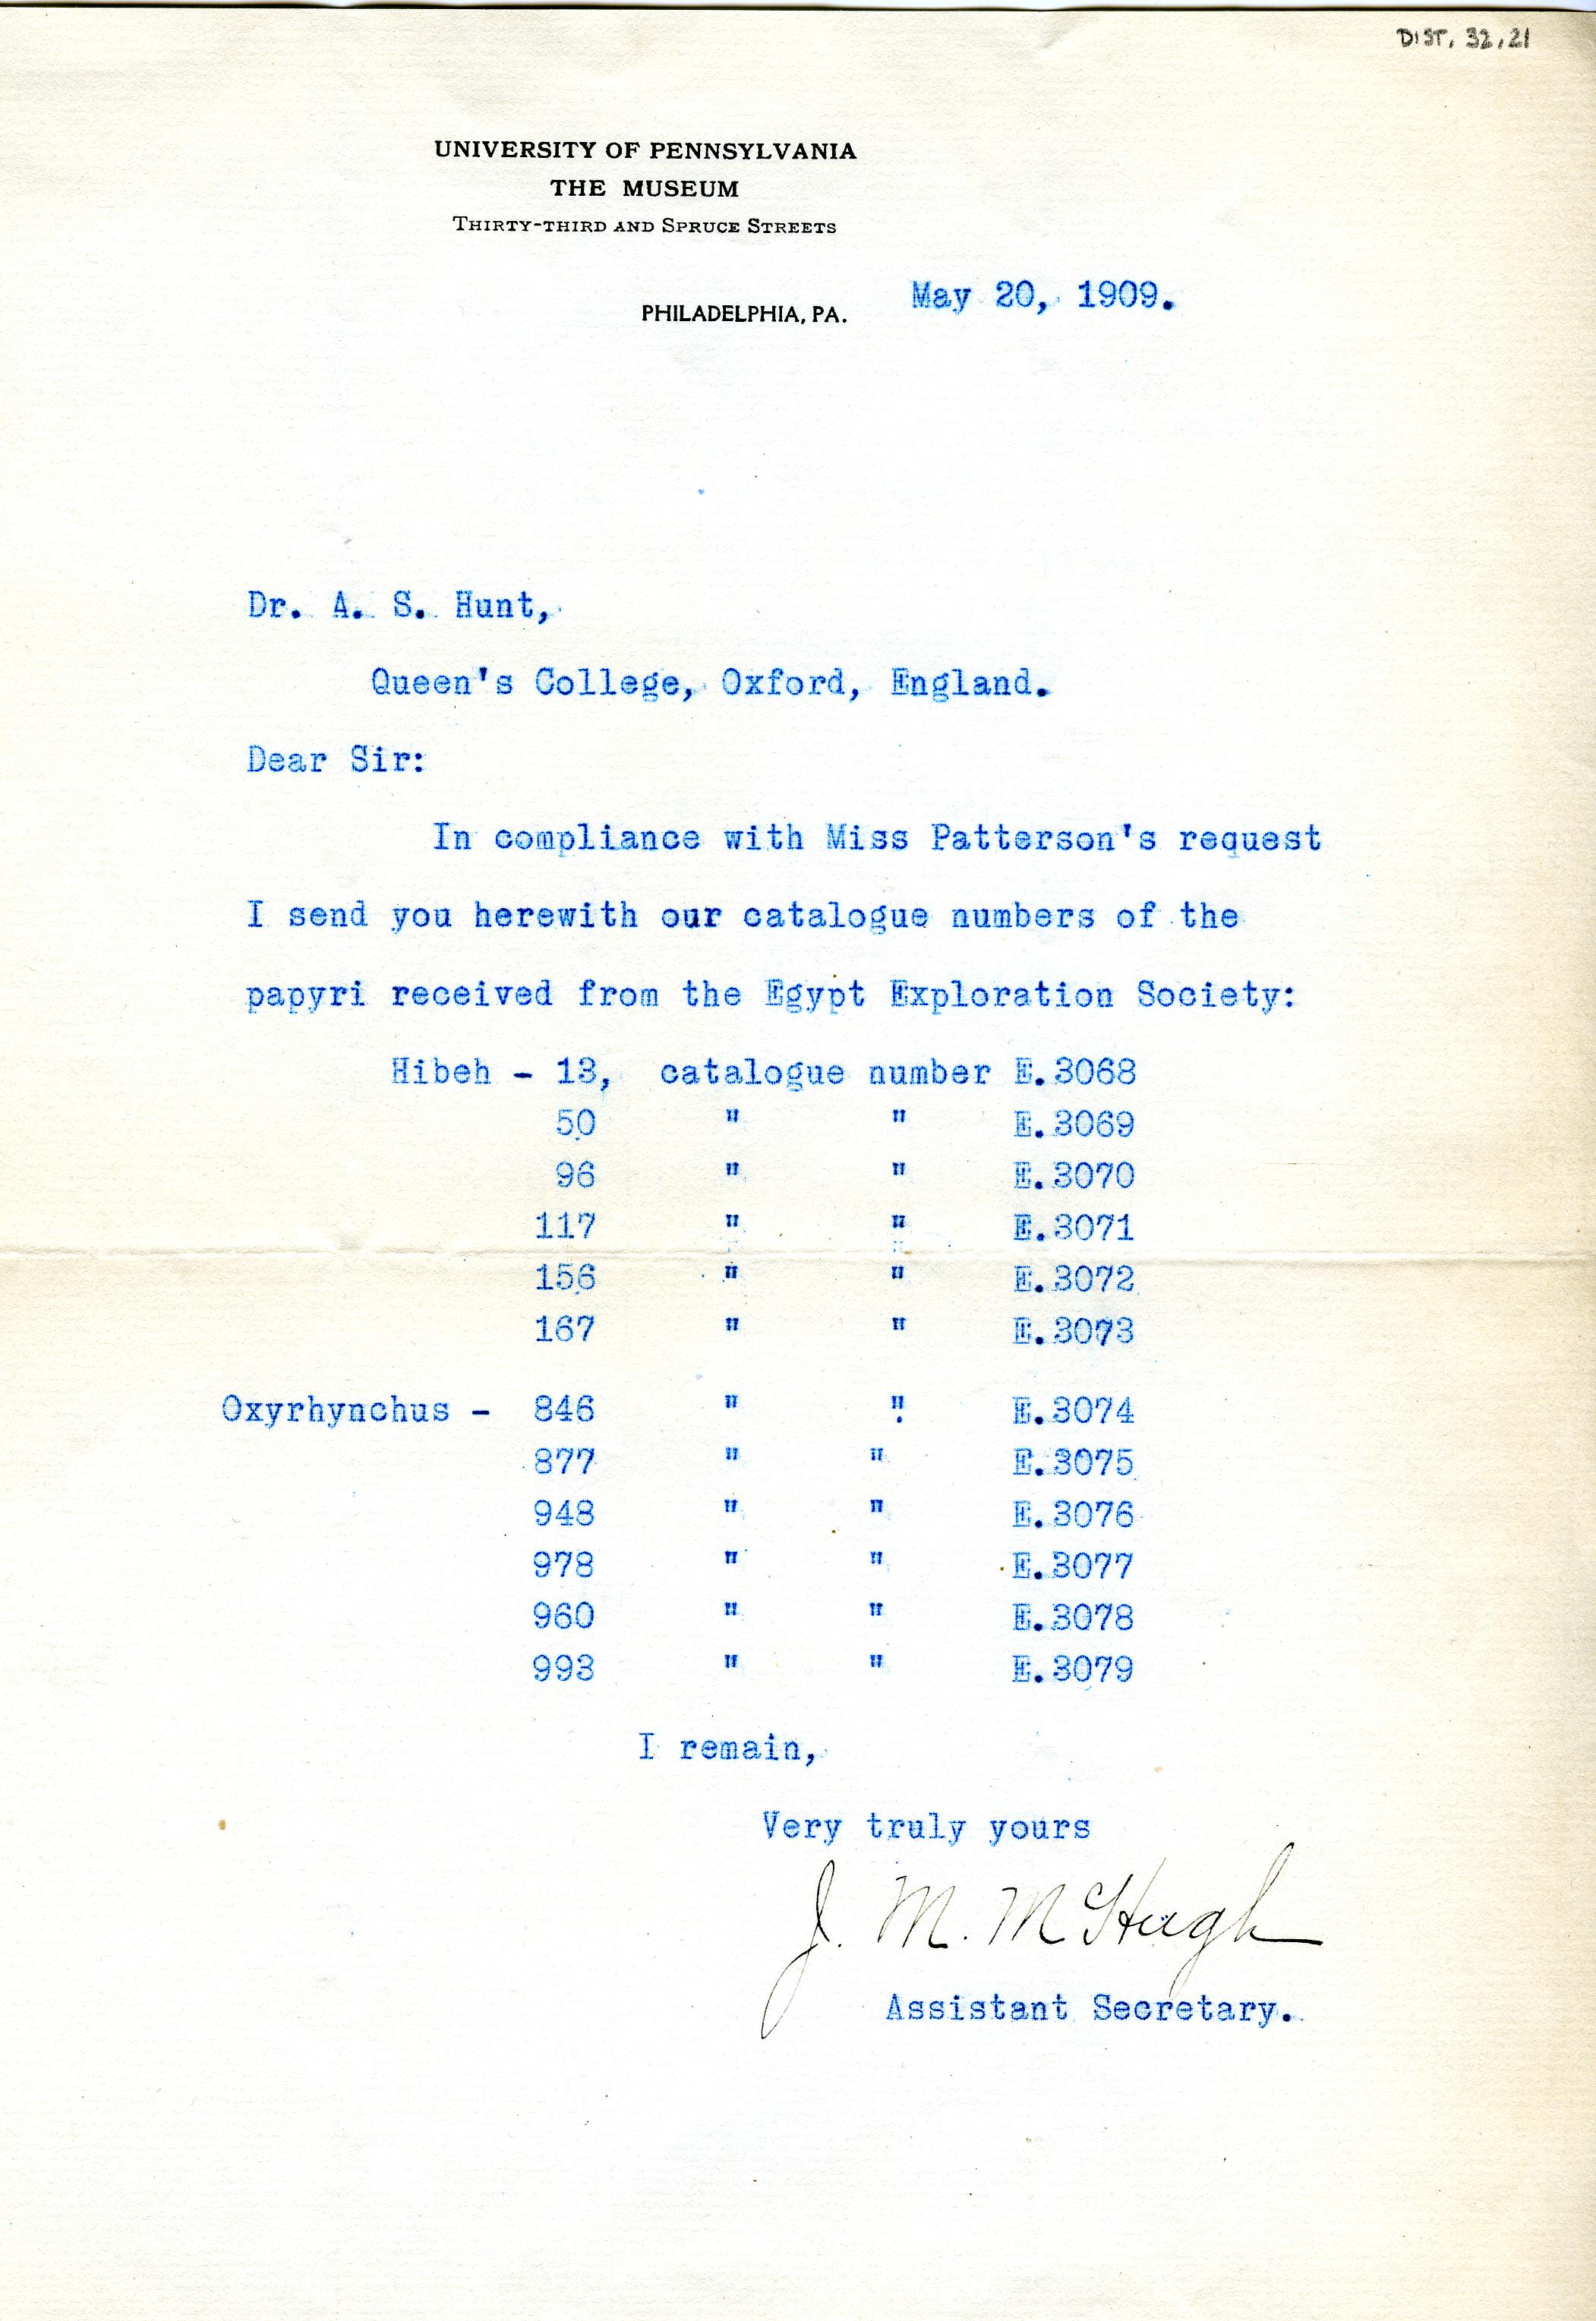 DIST. 32.21
UNIVERSITY OF PENNSYLVANIA
THE MUSEUM
THIRTY-THIRD AND SPRUCE STREETS
PHILADELPHIA, PA. May 20, 1909.
Dr. A. S. Hunt,
Queen's College, Oxford, England.
Dear Sir:
In compliance with Miss Patterson's request
I send you herewith our catalogue numbers of the
papyri received from the Egypt Exploration Society:
Hibeh - 13, catalogue number E.3068
50 " " E.3069
96 " " E.3070
117 " " E.3071
156 " " E.3072
167 " " E.3073
Oxyrhynchus - 846 " " E.3074
877 " " E.3075
948 " " E.3076
978 " " E.3077
960 " " E.3078
993 " " E.3079
I remain,
Very truly yours
J. M. McHugh
Assistant Secretary.